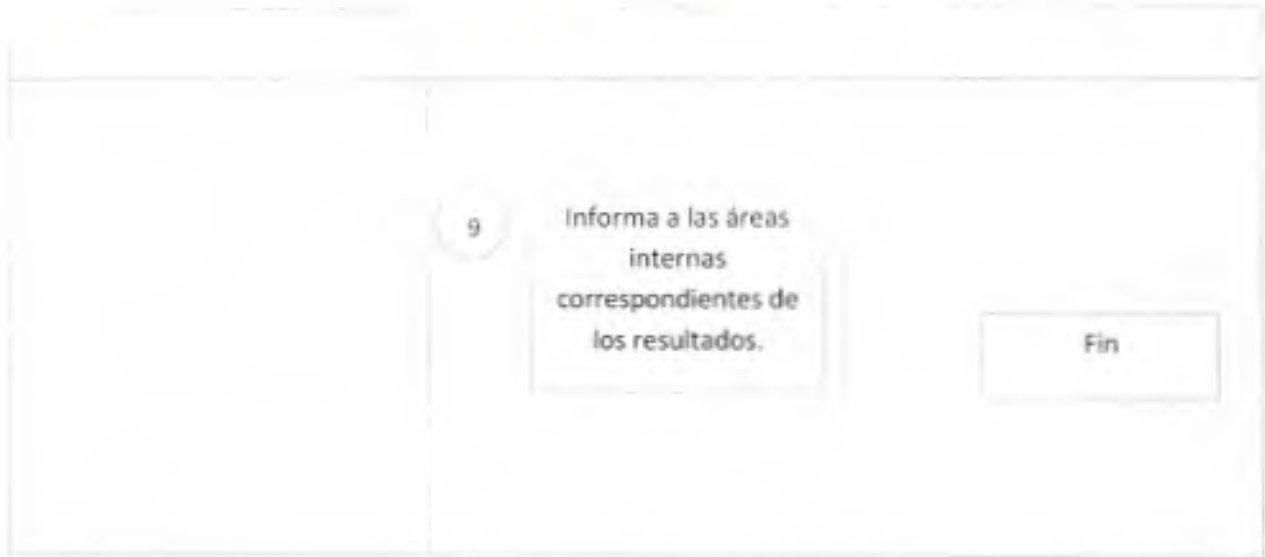 9
Informa a las áreas
internas
correspondientes de
los resultados.
Fin